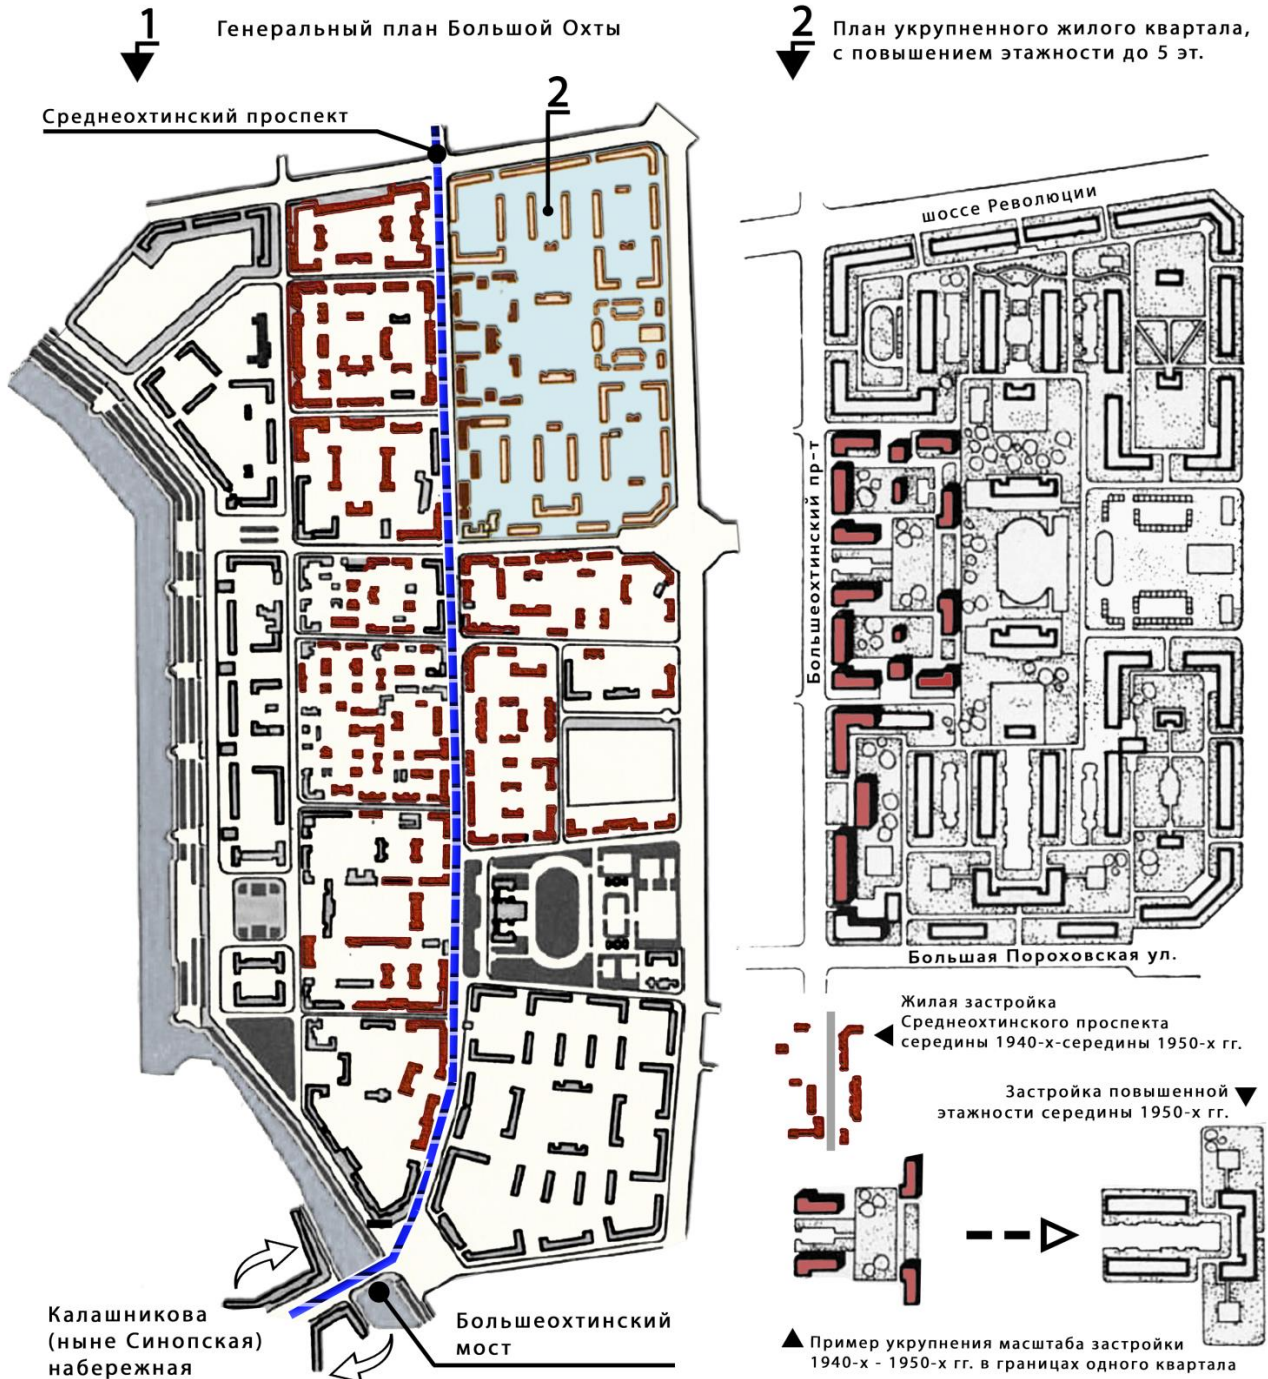 1
Генеральный план Большой Охты
2
План укрупненного жилого квартала,
с повышением этажности до 5 эт.
Среднеохтинский проспект
2
шоссе Революции
Большеохтинский пр-т
Большая Пороховская ул.
Жилая застройка
Среднеохтинского проспекта
середины 1940-х-середины 1950-х гг.
Застройка повышенной
этажности середины 1950-х гг.
Калашникова
(ныне Синопская)
набережная
Большеохтинский
мост
Пример укрупнения масштаба застройки
1940-х - 1950-х гг. в границах одного квартала